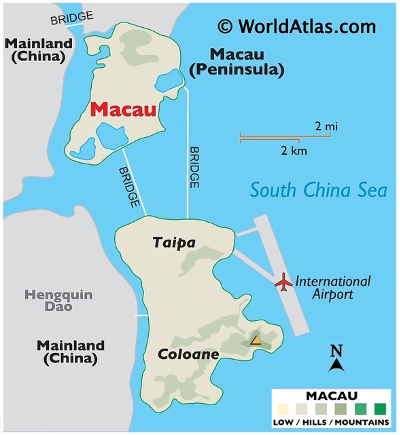 © WorldAtlas.com
BRIDGE
Mainland
(China)
Macau
(Peninsula)
Macau
2 mi
2 km
BRIDGE
BRIDGE
South China Sea
Taipa
International
Airport
Hengquin
Dao
Mainland
(China)
Coloane
N
MACAU
LOW / HILLS / MOUNTAINS